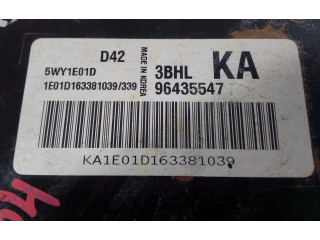 D42
MADE IN KOREA
3BHL
KA
5WY1E01D
1E01D163381039/339
96435547
KA1E01D163381039